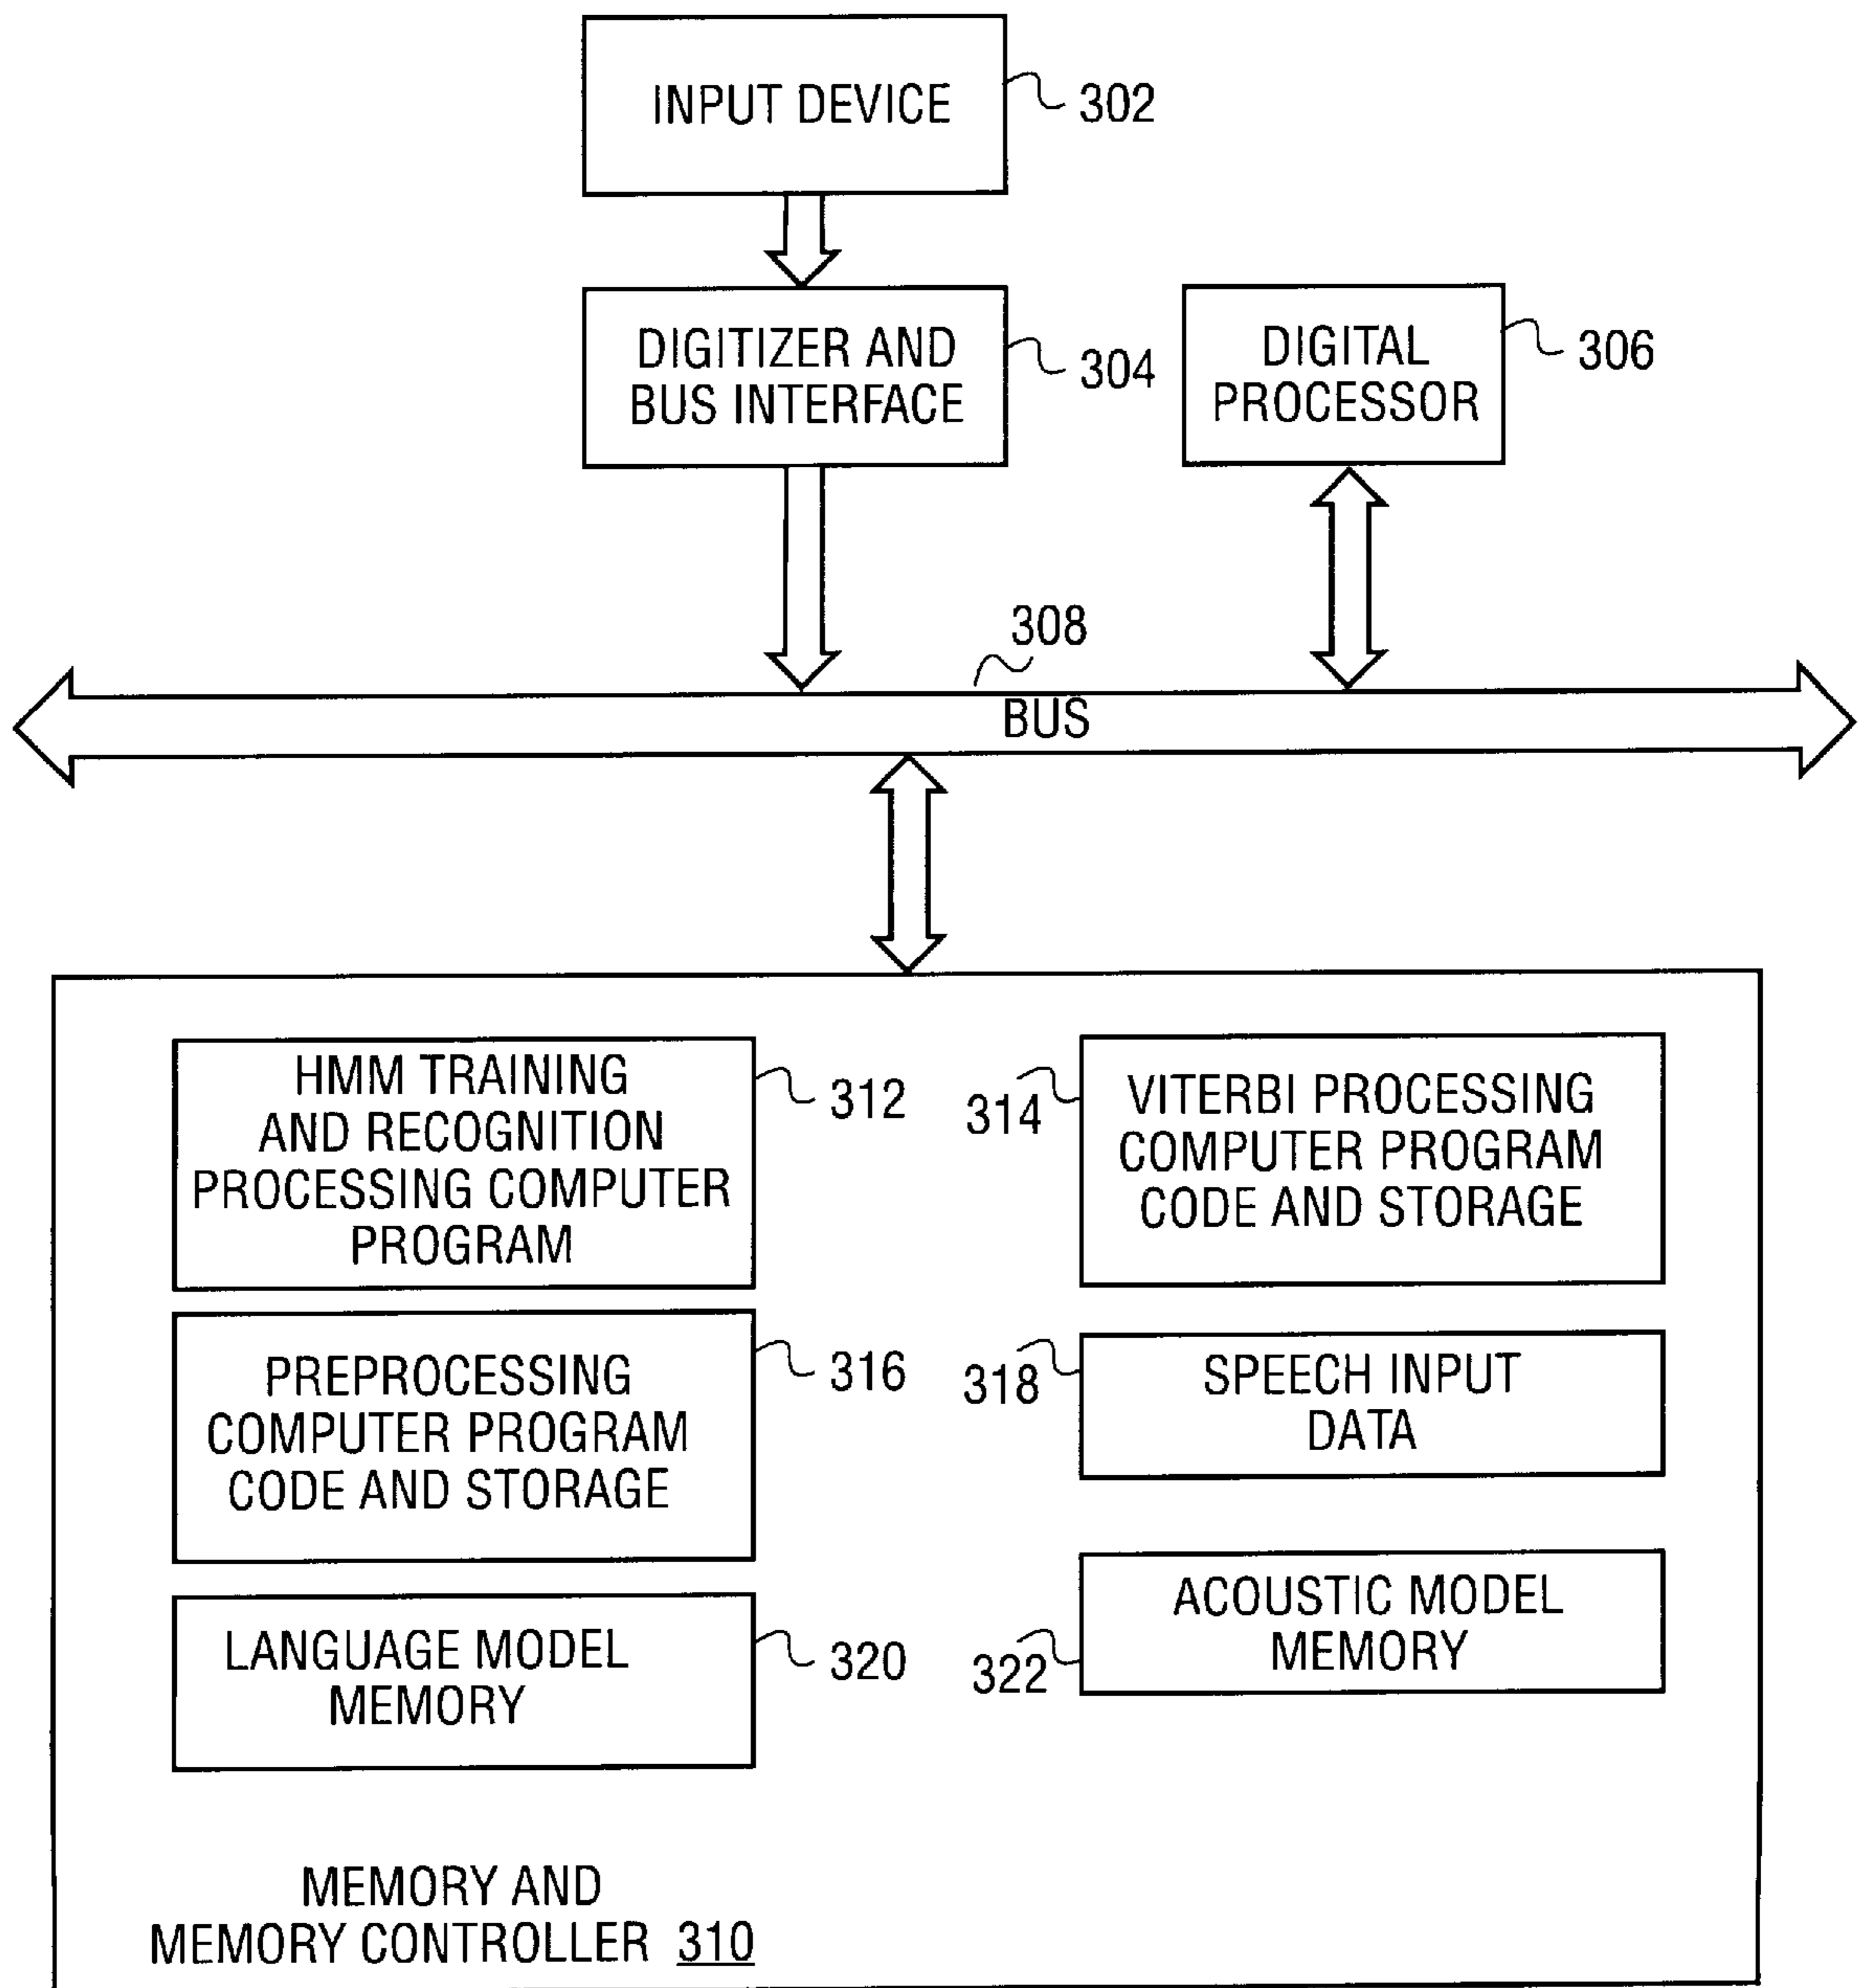 INPUT DEVICE
302
DIGITIZER AND
BUS INTERFACE
304
DIGITAL
PROCESSOR
306
308
BUS
HMM TRAINING
AND RECOGNITION
PROCESSING COMPUTER
PROGRAM
312
314
VITERBI PROCESSING
COMPUTER PROGRAM
CODE AND STORAGE
PREPROCESSING
COMPUTER PROGRAM
CODE AND STORAGE
316
318
SPEECH INPUT
DATA
LANGUAGE MODEL
MEMORY
320
322
ACOUSTIC MODEL
MEMORY
MEMORY AND
MEMORY CONTROLLER 310